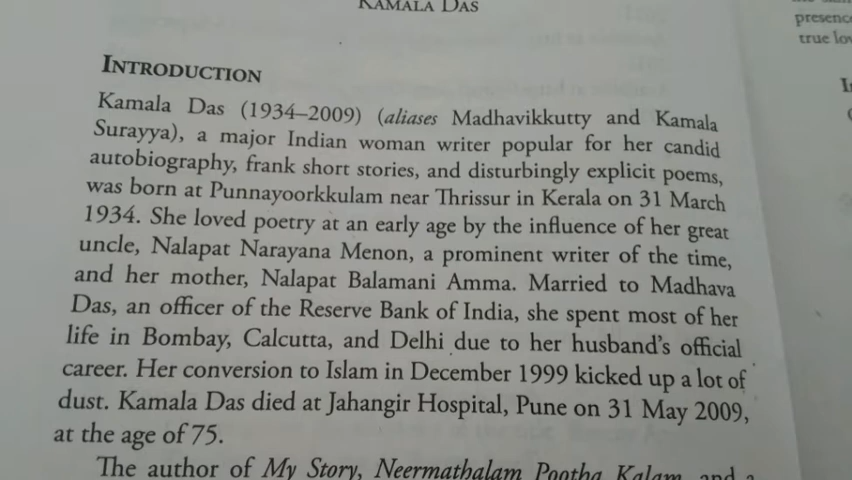 KAMALA DAS
INTRODUCTION
Kamala Das (1934–2009) (aliases Madhavikkutty and Kamala
Surayya), a major Indian woman writer popular for her candid
autobiography, frank short stories, and disturbingly explicit poems,
was born at Punnayoorkkulam near Thrissur in Kerala on 31 March
1934. She loved poetry at an early age by the influence of her great
uncle, Nalapat Narayana Menon, a prominent writer of the time,
and her mother, Nalapat Balamani Amma. Married to Madhava
Das, an officer of the Reserve Bank of India, she spent most of her
life in Bombay, Calcutta, and Delhi due to her husband's official
career. Her conversion to Islam in December 1999 kicked up a lot of
dust. Kamala Das died at Jahangir Hospital, Pune on 31 May 2009,
at the age of 75.
The author of My Story, Neermathalam Pootha Kalam, and a
presence
true lov